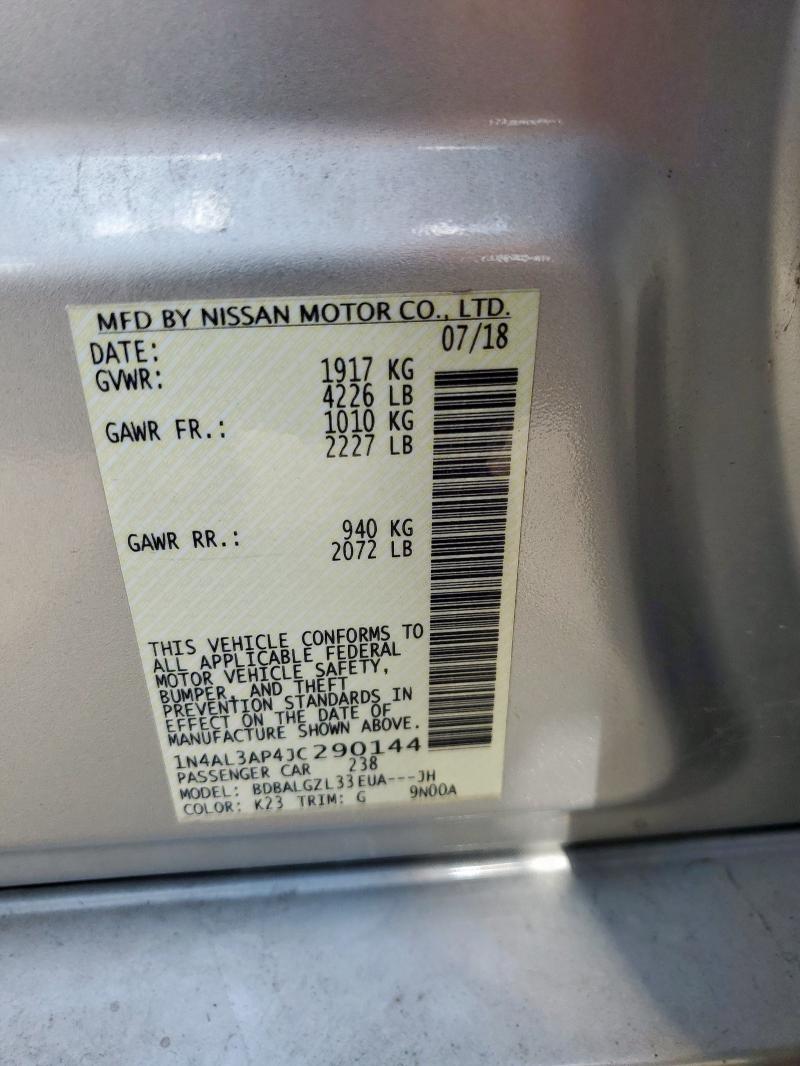 MFD BY NISSAN MOTOR CO., LTD.
DATE: 07/18
GVWR: 1917 KG
4226 LB
GAWR FR.: 1010 KG
2227 LB
GAWR RR.: 940 KG
2072 LB
THIS VEHICLE CONFORMS TO
ALL APPLICABLE FEDERAL
MOTOR VEHICLE SAFETY,
BUMPER, AND THEFT
PREVENTION STANDARDS IN
EFFECT ON THE DATE OF
MANUFACTURE SHOWN ABOVE.
1N4AL3AP4JC290144
PASSENGER CAR 238
MODEL: BDBALGZL33EUA---JH
COLOR: K23 TRIM: G 9N00A